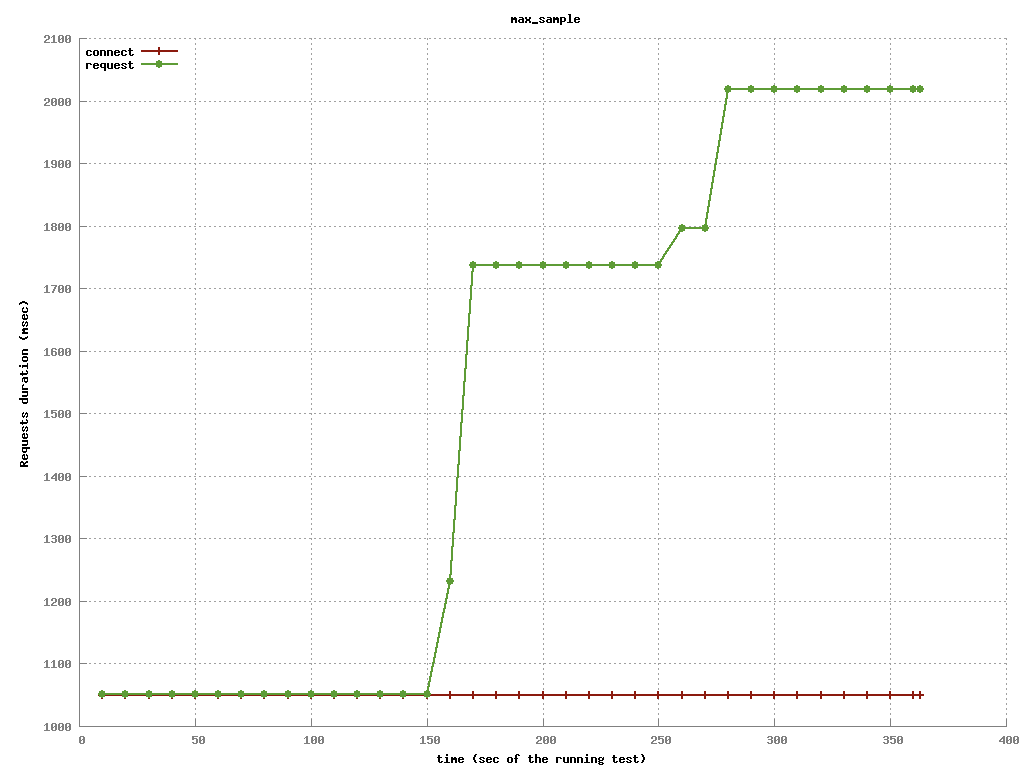 max_sample
2100
2000
1900
1800
1700
1600
1500
1400
1300
1200
1100
1000
connect
request
Requests duration (msec)
0 50 100 150 200 250 300 350 400
time (sec of the running test)